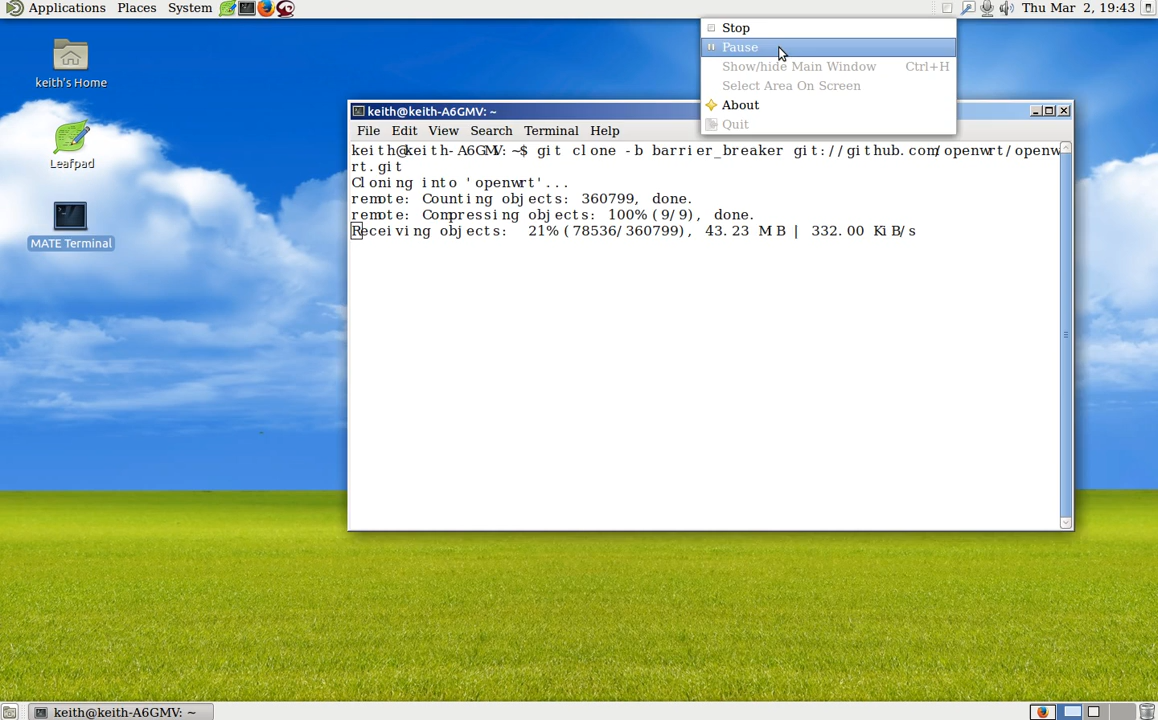 Applications Places System Thu Mar 2, 19:43
Stop
Pause
Show/hide Main Window Ctrl+H
Select Area On Screen
About
Quit
keith's Home
Leafpad
MATE Terminal
keith@keith-A6GMV: ~
File Edit View Search Terminal Help
keith@keith-A6GMV:~$ git clone -b barrier_breaker git://github.com/openwrt/openw
rt.git
Cloning into 'openwrt'...
remote: Counting objects: 360799, done.
remote: Compressing objects: 100% (9/9), done.
Receiving objects: 21% (78536/360799), 43.23 MB | 332.00 KiB/s
keith@keith-A6GMV: ~